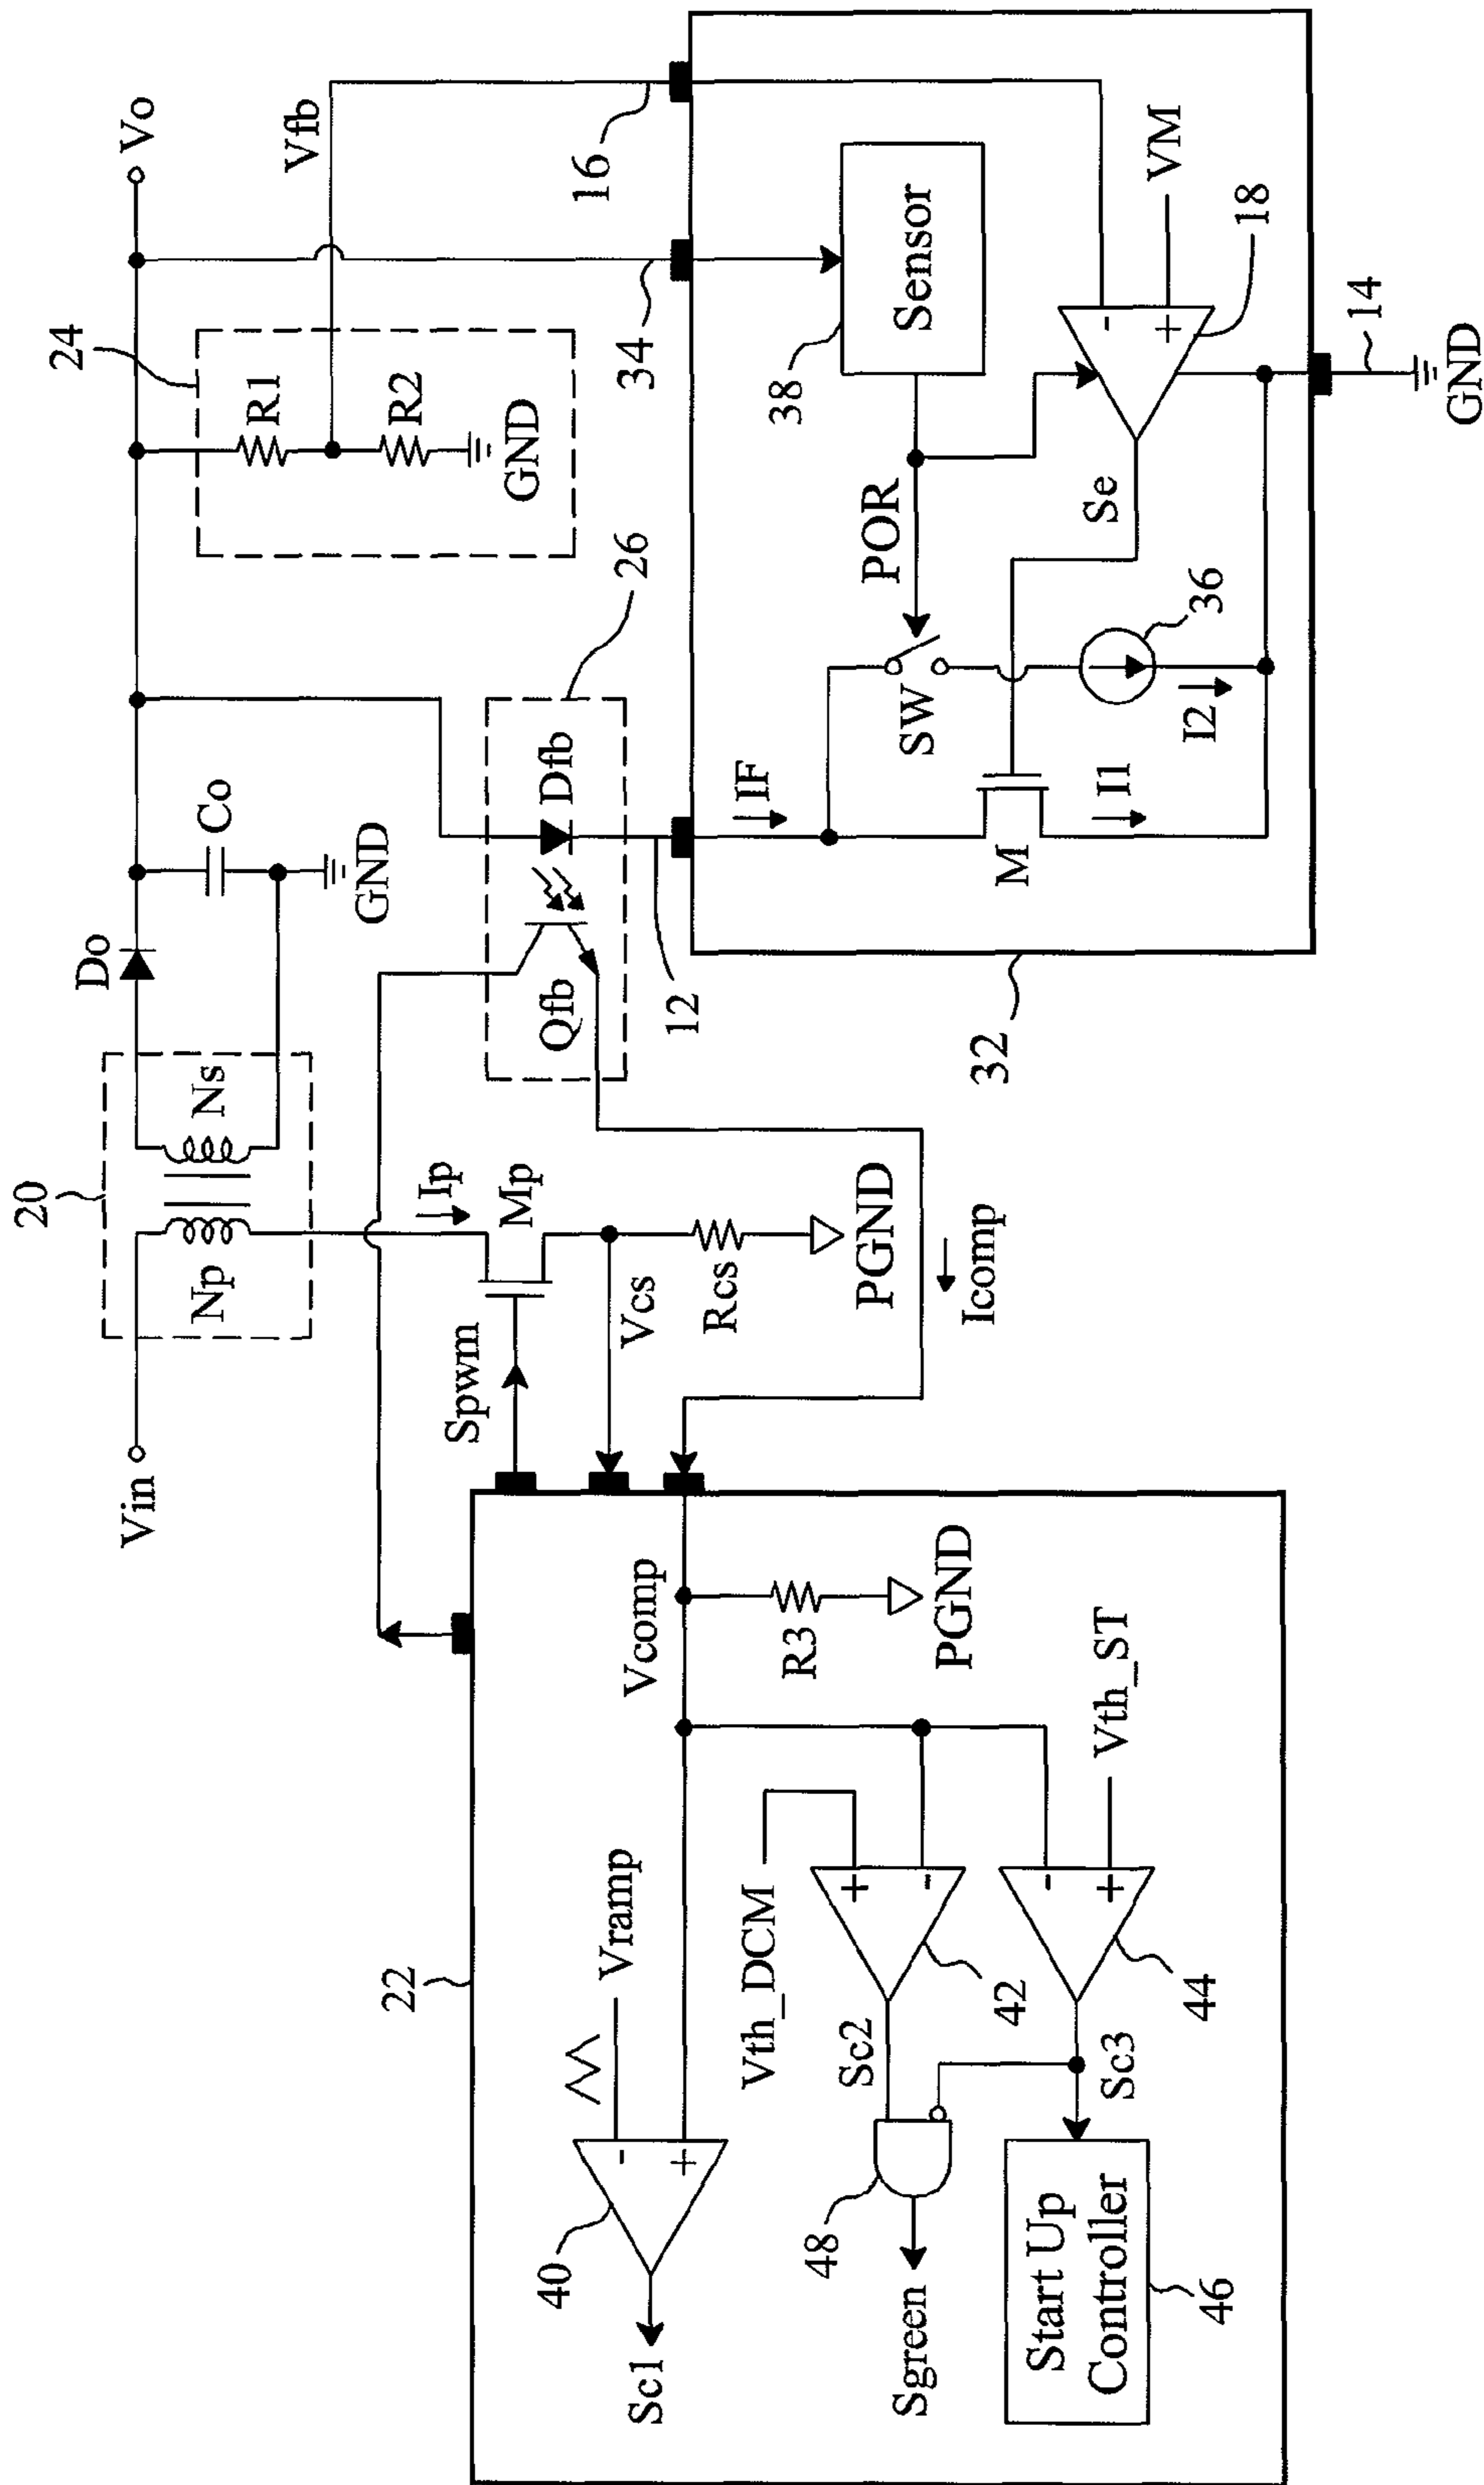 20
Vin
Np
Ns
Do
Co
GND
24
R1
R2
GND
Vo
Vfb
Ip
Mp
Spwm
Vcs
Rcs
PGND
Icomp
Qfb
Dfb
26
12
34
16
22
Vcomp
R3
PGND
Vramp
40
Sc1
Vth_DCM
42
Sc2
48
Sgreen
Vth_ST
44
Sc3
Start Up
Controller
46
32
IF
M
I1
SW
POR
I2
36
Se
38
Sensor
-
+
-
+
+
-
-
+
VM
18
14
GND